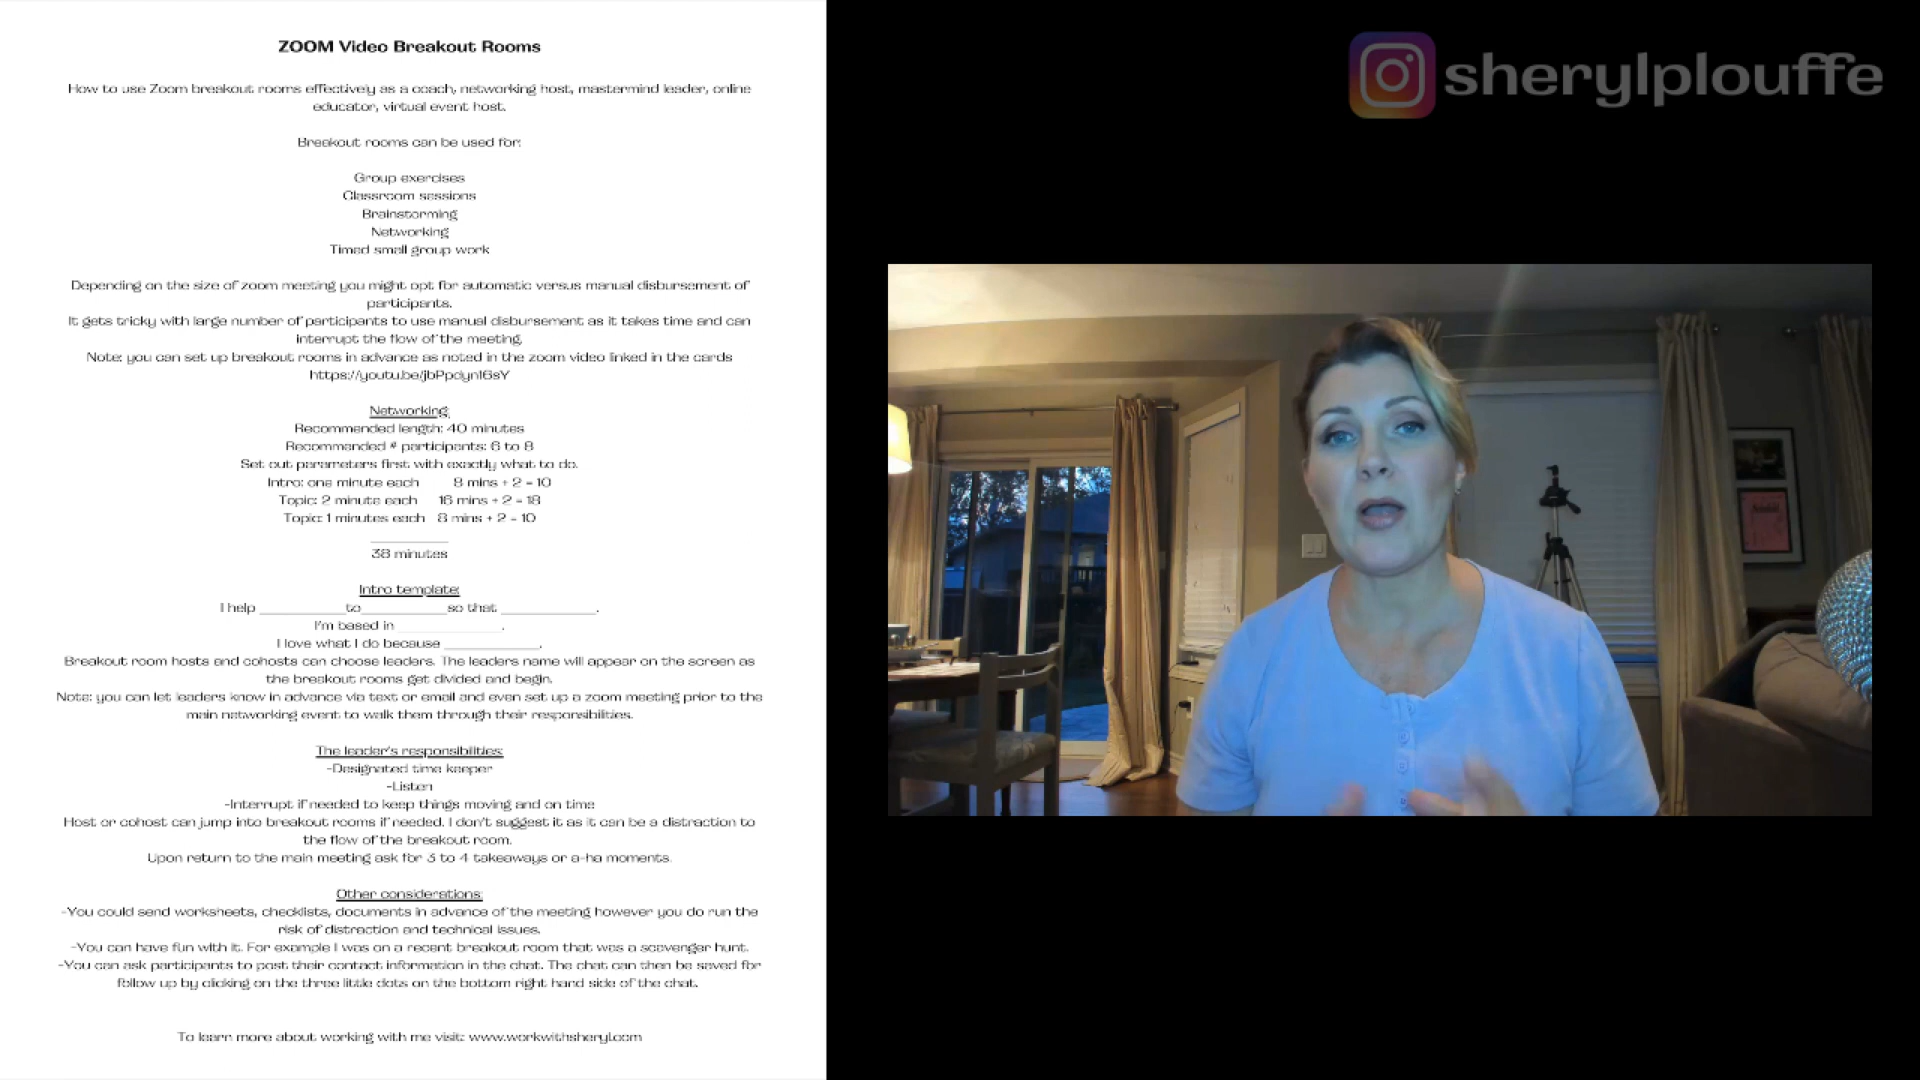 ZOOM Video Breakout Rooms
How to use Zoom breakout rooms effectively as a coach, networking host, mastermind leader, online
educator, virtual event host.
Breakout rooms can be used for:
Group exercises
Classroom sessions
Brainstorming
Networking
Timed small group work
Depending on the size of zoom meeting you might opt for automatic versus manual disbursement of
participants.
It gets tricky with large number of participants to use manual disbursement as it takes time and can
interrupt the flow of the meeting.
Note: you can set up breakout rooms in advance as noted in the zoom video linked in the cards
Networking:
Recommended length: 40 minutes
Recommended # participants: 6 to 8
Set out parameters first with exactly what to do.
Intro: one minute each 8 mins + 2 = 10
Topic: 2 minute each 16 mins + 2 = 18
Topic: 1 minutes each 8 mins + 2 = 10
38 minutes
Intro template:
I help ____________to____________so that _____________.
I'm based in ______________.
I love what I do because _____________.
Breakout room hosts and cohosts can choose leaders. The leaders name will appear on the screen as
the breakout rooms get divided and begin.
Note: you can let leaders know in advance via text or email and even set up a zoom meeting prior to the
main networking event to walk them through their responsibilities.
The leader's responsibilities:
-Designated time keeper
-Listen
-Interrupt if needed to keep things moving and on time
Host or cohost can jump into breakout rooms if needed. I don't suggest it as it can be a distraction to
the flow of the breakout room.
Upon return to the main meeting ask for 3 to 4 takeaways or a-ha moments.
Other considerations:
-You could send worksheets, checklists, documents in advance of the meeting however you do run the
risk of distraction and technical issues.
-You can have fun with it. For example I was on a recent breakout room that was a scavenger hunt.
-You can ask participants to post their contact information in the chat. The chat can then be saved for
follow up by clicking on the three little dots on the bottom right hand side of the chat.
To learn more about working with me visit: www.workwithsheryl.com
sherylplouffe